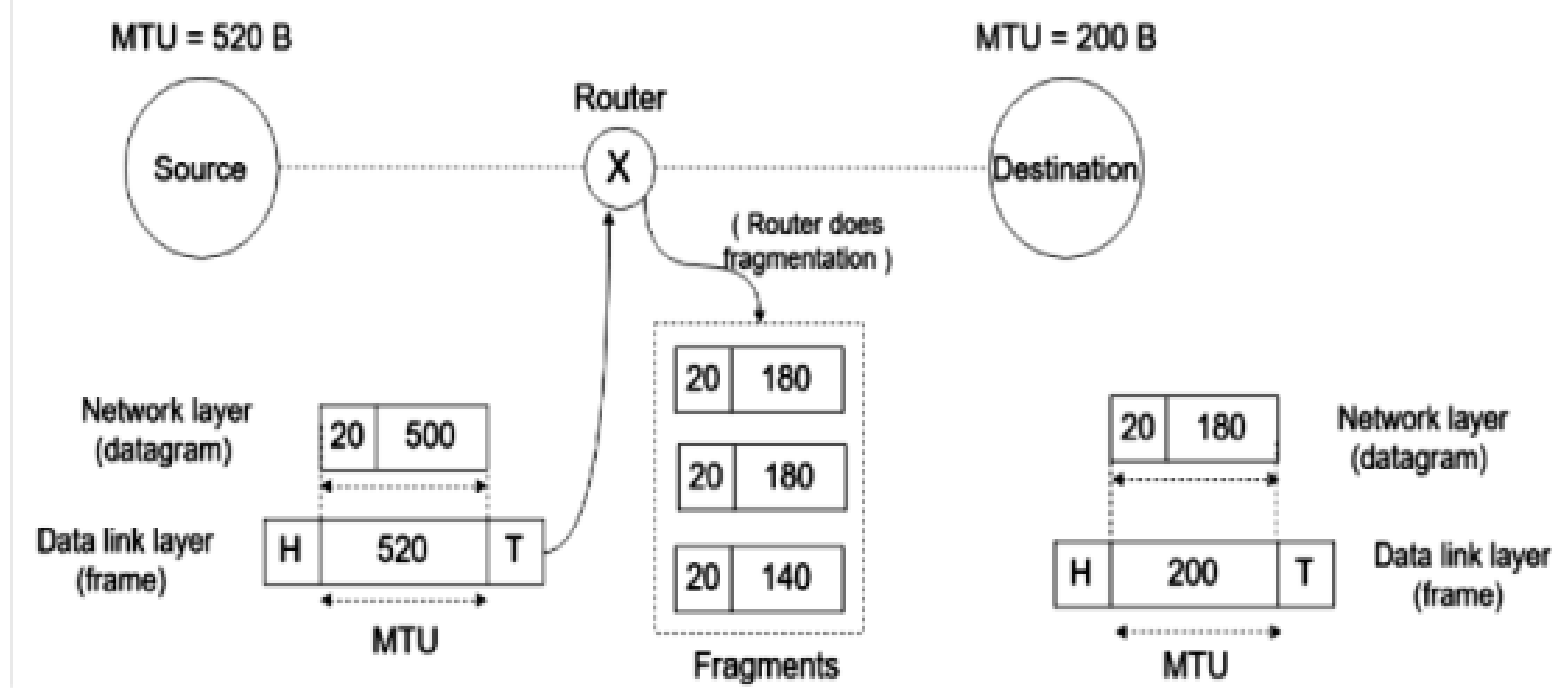 MTU = 520 B
MTU = 200 B
Router
Source
X
Destination
( Router does
fragmentation )
20 180
20 180
20 140
Fragments
Network layer
(datagram)
20 500
Data link layer
(frame)
H 520 T
MTU
20 180
Network layer
(datagram)
H 200 T
Data link layer
(frame)
MTU